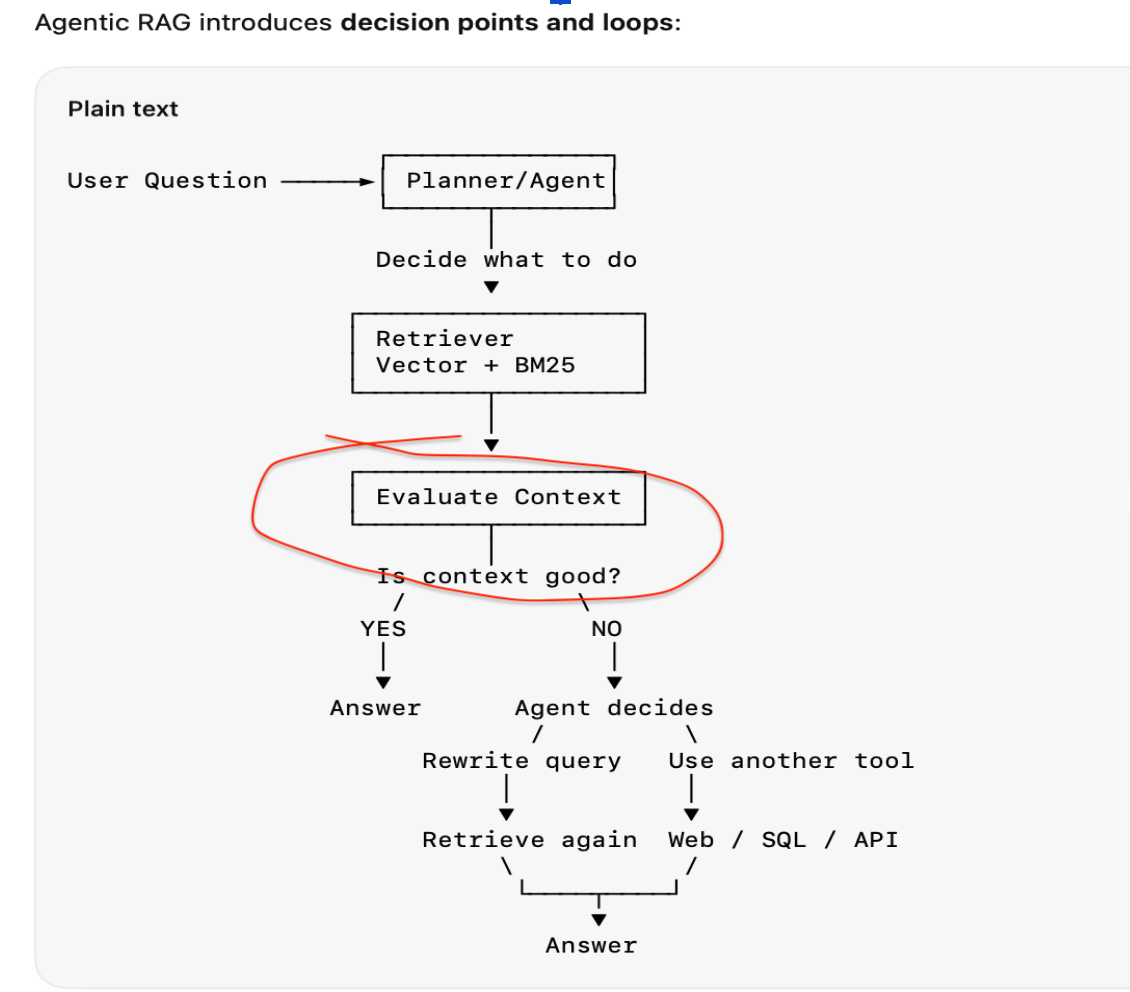 Agentic RAG introduces decision points and loops:
Plain text
User Question
Planner/Agent
Decide what to do
Retriever
Vector + BM25
Evaluate Context
Is context good?
YES NO
Answer Agent decides
Rewrite query Use another tool
Retrieve again Web / SQL / API
Answer